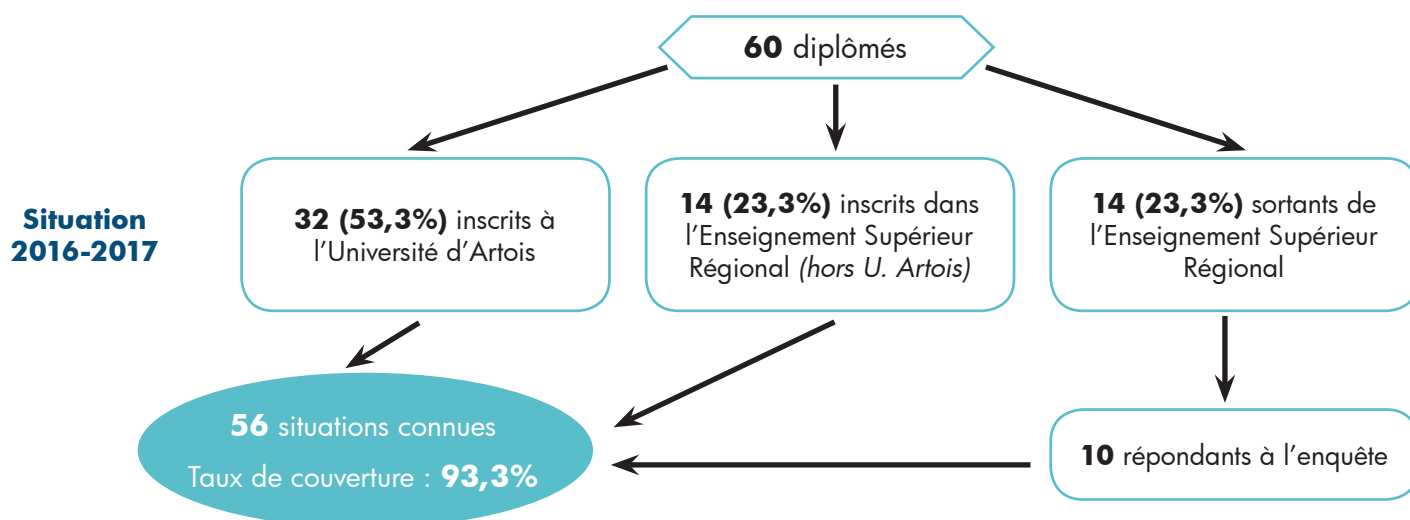 60 diplômés
Situation
2016-2017
32 (53,3%) inscrits à
l'Université d'Artois
14 (23,3%) inscrits dans
l'Enseignement Supérieur
Régional (hors U. Artois)
14 (23,3%) sortants de
l'Enseignement Supérieur
Régional
56 situations connues
Taux de couverture : 93,3%
10 répondants à l'enquête